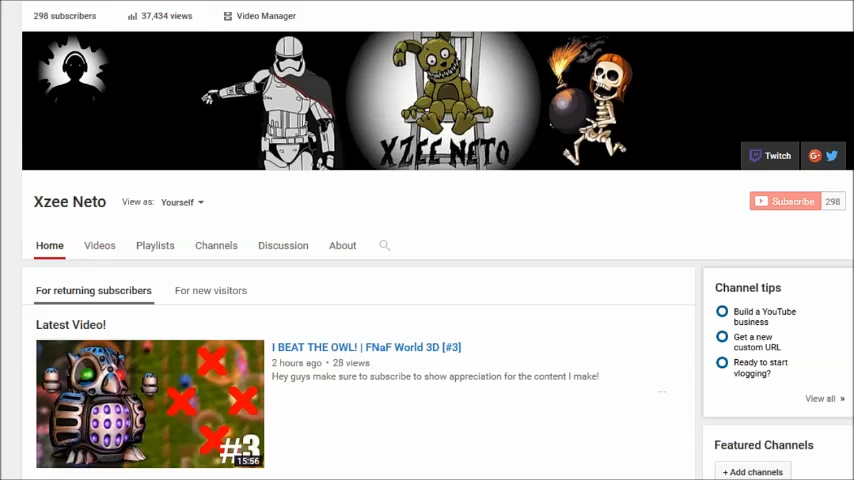 298 subscribers 37,434 views Video Manager
XZEE NETO
Twitch
Xzee Neto View as: Yourself
Subscribe 298
Home Videos Playlists Channels Discussion About
For returning subscribers For new visitors
Latest Video!
I BEAT THE OWL! | FNaF World 3D [#3]
2 hours ago • 28 views
Hey guys make sure to subscribe to show appreciation for the content I make!
#3
15:56
Channel tips
Build a YouTube
business
Get a new
custom URL
Ready to start
vlogging?
View all »
Featured Channels
+ Add channels